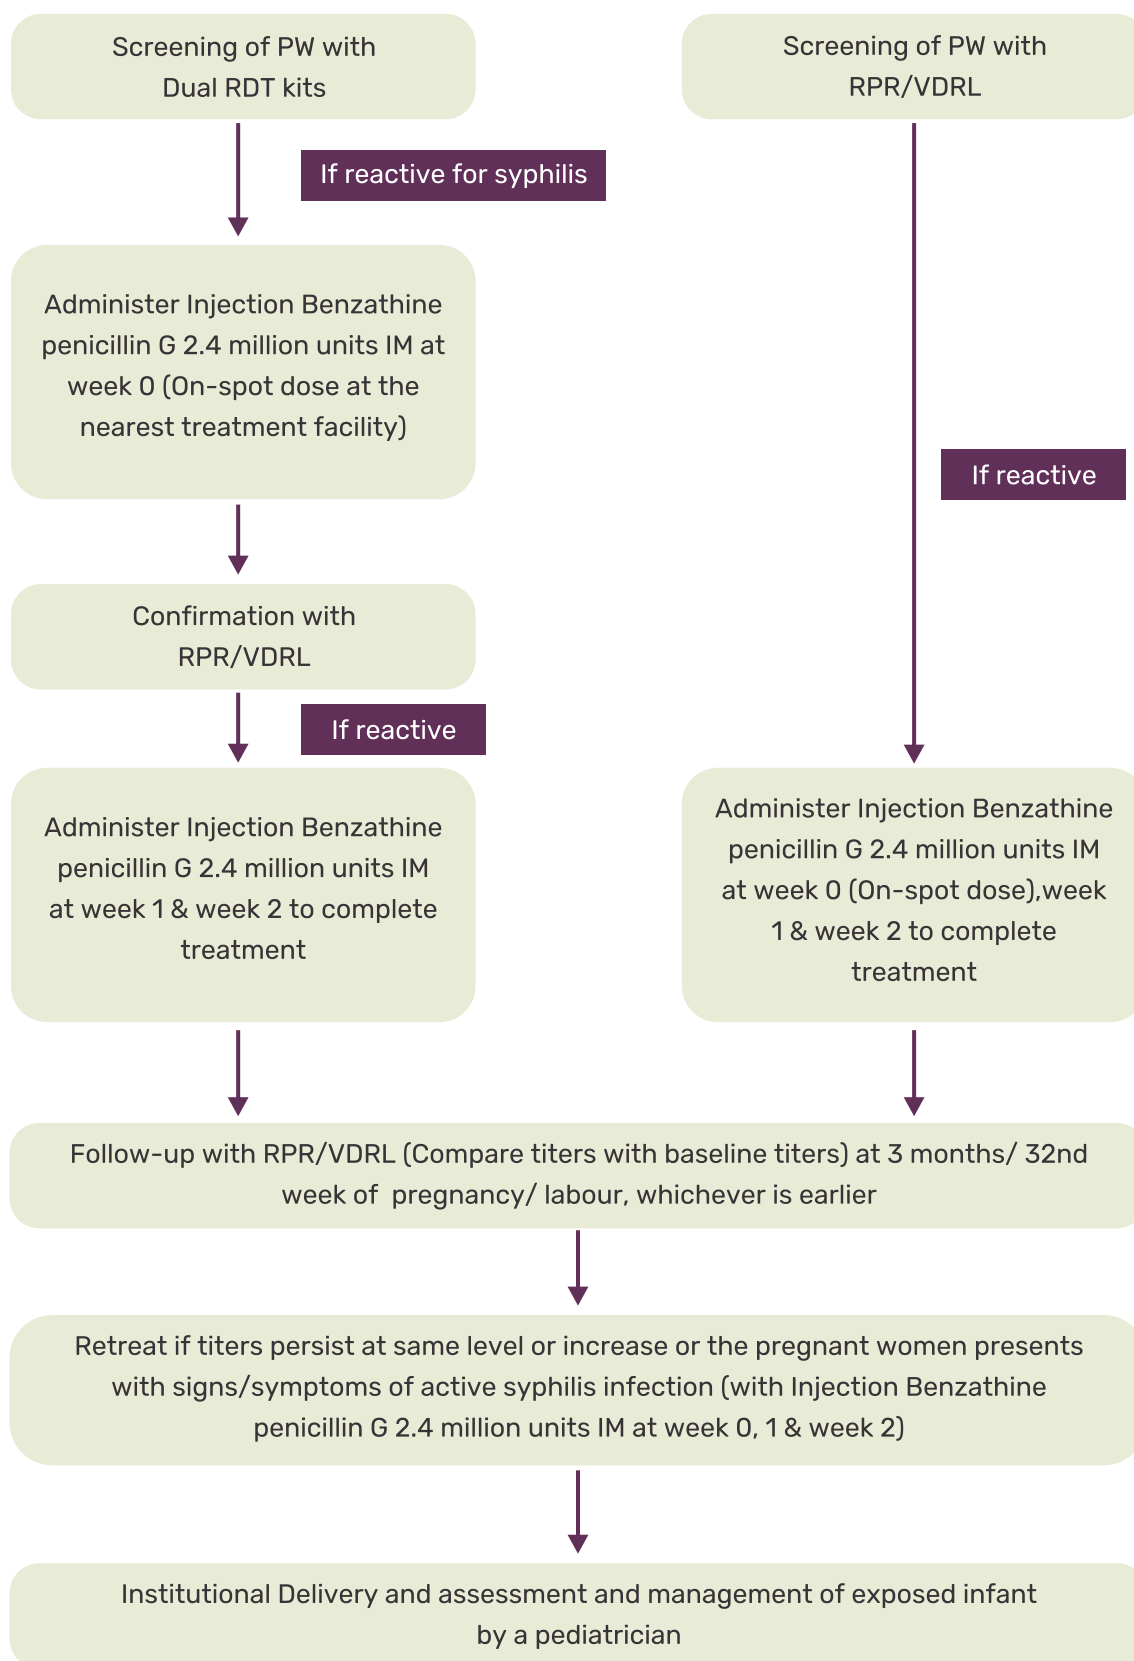 Screening of PW with
Dual RDT kits
If reactive for syphilis
Administer Injection Benzathine
penicillin G 2.4 million units IM at
week 0 (On-spot dose at the
nearest treatment facility)
Confirmation with
RPR/VDRL
If reactive
Administer Injection Benzathine
penicillin G 2.4 million units IM
at week 1 & week 2 to complete
treatment
Screening of PW with
RPR/VDRL
If reactive
Administer Injection Benzathine
penicillin G 2.4 million units IM
at week 0 (On-spot dose),week
1 & week 2 to complete
treatment
Follow-up with RPR/VDRL (Compare titers with baseline titers) at 3 months/ 32nd
week of  pregnancy/ labour, whichever is earlier
Retreat if titers persist at same level or increase or the pregnant women presents
with signs/symptoms of active syphilis infection (with Injection Benzathine
penicillin G 2.4 million units IM at week 0, 1 & week 2)
Institutional Delivery and assessment and management of exposed infant
by a pediatrician